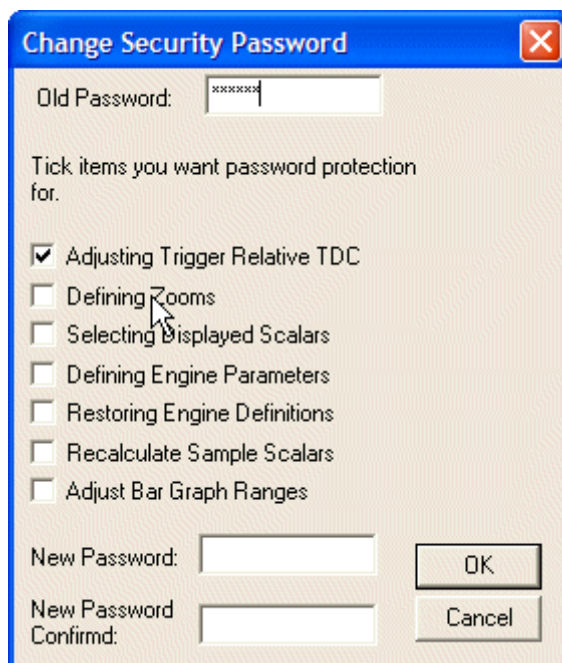 Change Security Password
Old Password: ******
Tick items you want password protection
for.
Adjusting Trigger Relative TDC
Defining Zooms
Selecting Displayed Scalars
Defining Engine Parameters
Restoring Engine Definitions
Recalculate Sample Scalars
Adjust Bar Graph Ranges
New Password:
OK
New Password
Confirmd:
Cancel